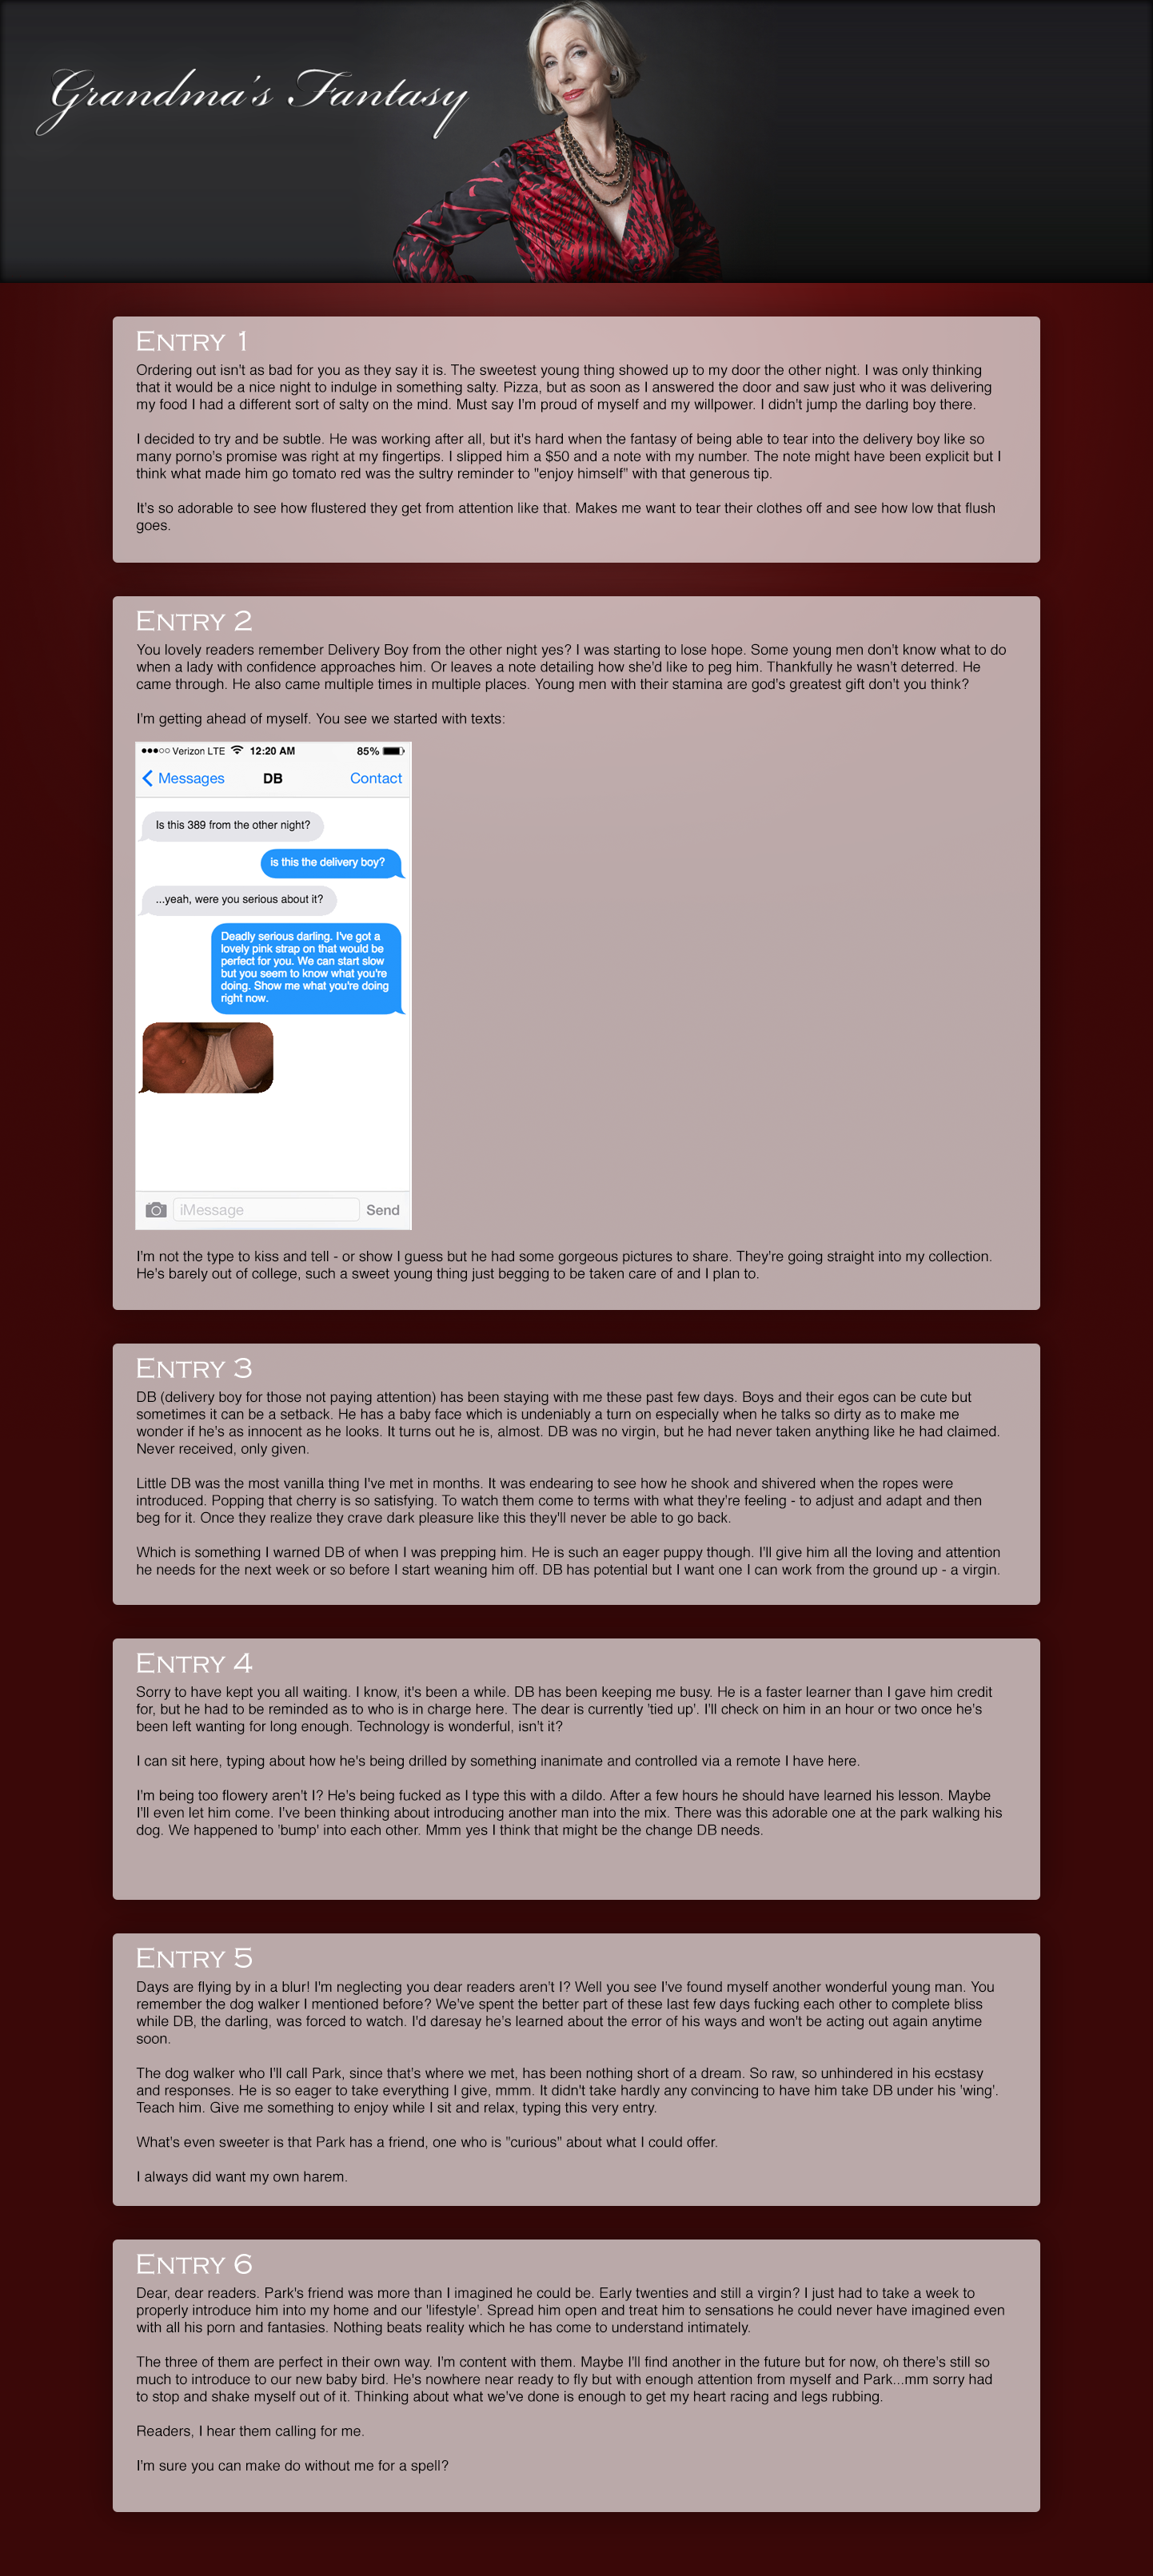 Grandma's Fantasy
Entry 1
Ordering out isn't as bad for you as they say it is. The sweetest young thing showed up to my door the other night. I was only thinking
that it would be a nice night to indulge in something salty. Pizza, but as soon as I answered the door and saw just who it was delivering
my food I had a different sort of salty on the mind. Must say I'm proud of myself and my willpower. I didn't jump the darling boy there.
I decided to try and be subtle. He was working after all, but it's hard when the fantasy of being able to tear into the delivery boy like so
many porno's promise was right at my fingertips. I slipped him a $50 and a note with my number. The note might have been explicit but I
think what made him go tomato red was the sultry reminder to "enjoy himself" with that generous tip.
It's so adorable to see how flustered they get from attention like that. Makes me want to tear their clothes off and see how low that flush
goes.
Entry 2
You lovely readers remember Delivery Boy from the other night yes? I was starting to lose hope. Some young men don't know what to do
when a lady with confidence approaches him. Or leaves a note detailing how she'd like to peg him. Thankfully he wasn't deterred. He
came through. He also came multiple times in multiple places. Young men with their stamina are god's greatest gift don't you think?
I'm getting ahead of myself. You see we started with texts:
Verizon LTE 12:20 AM 85%
Messages DB Contact
Is this 389 from the other night?
is this the delivery boy?
...yeah, were you serious about it?
Deadly serious darling. I've got a
lovely pink strap on that would be
perfect for you. We can start slow
but you seem to know what you're
doing. Show me what you're doing
right now.
iMessage Send
I'm not the type to kiss and tell - or show I guess but he had some gorgeous pictures to share. They're going straight into my collection.
He's barely out of college, such a sweet young thing just begging to be taken care of and I plan to.
Entry 3
DB (delivery boy for those not paying attention) has been staying with me these past few days. Boys and their egos can be cute but
sometimes it can be a setback. He has a baby face which is undeniably a turn on especially when he talks so dirty as to make me
wonder if he's as innocent as he looks. It turns out he is, almost. DB was no virgin, but he had never taken anything like he had claimed.
Never received, only given.
Little DB was the most vanilla thing I've met in months. It was endearing to see how he shook and shivered when the ropes were
introduced. Popping that cherry is so satisfying. To watch them come to terms with what they're feeling - to adjust and adapt and then
beg for it. Once they realize they crave dark pleasure like this they'll never be able to go back.
Which is something I warned DB of when I was prepping him. He is such an eager puppy though. I'll give him all the loving and attention
he needs for the next week or so before I start weaning him off. DB has potential but I want one I can work from the ground up - a virgin.
Entry 4
Sorry to have kept you all waiting. I know, it's been a while. DB has been keeping me busy. He is a faster learner than I gave him credit
for, but he had to be reminded as to who is in charge here. The dear is currently 'tied up'. I'll check on him in an hour or two once he's
been left wanting for long enough. Technology is wonderful, isn't it?
I can sit here, typing about how he's being drilled by something inanimate and controlled via a remote I have here.
I'm being too flowery aren't I? He's being fucked as I type this with a dildo. After a few hours he should have learned his lesson. Maybe
I'll even let him come. I've been thinking about introducing another man into the mix. There was this adorable one at the park walking his
dog. We happened to 'bump' into each other. Mmm yes I think that might be the change DB needs.
Entry 5
Days are flying by in a blur! I'm neglecting you dear readers aren't I? Well you see I've found myself another wonderful young man. You
remember the dog walker I mentioned before? We've spent the better part of these last few days fucking each other to complete bliss
while DB, the darling, was forced to watch. I'd daresay he's learned about the error of his ways and won't be acting out again anytime
soon.
The dog walker who I'll call Park, since that's where we met, has been nothing short of a dream. So raw, so unhindered in his ecstasy
and responses. He is so eager to take everything I give, mmm. It didn't take hardly any convincing to have him take DB under his 'wing'.
Teach him. Give me something to enjoy while I sit and relax, typing this very entry.
What's even sweeter is that Park has a friend, one who is "curious" about what I could offer.
I always did want my own harem.
Entry 6
Dear, dear readers. Park's friend was more than I imagined he could be. Early twenties and still a virgin? I just had to take a week to
properly introduce him into my home and our 'lifestyle'. Spread him open and treat him to sensations he could never have imagined even
with all his porn and fantasies. Nothing beats reality which he has come to understand intimately.
The three of them are perfect in their own way. I'm content with them. Maybe I'll find another in the future but for now, oh there's still so
much to introduce to our new baby bird. He's nowhere near ready to fly but with enough attention from myself and Park...mm sorry had
to stop and shake myself out of it. Thinking about what we've done is enough to get my heart racing and legs rubbing.
Readers, I hear them calling for me.
I'm sure you can make do without me for a spell?